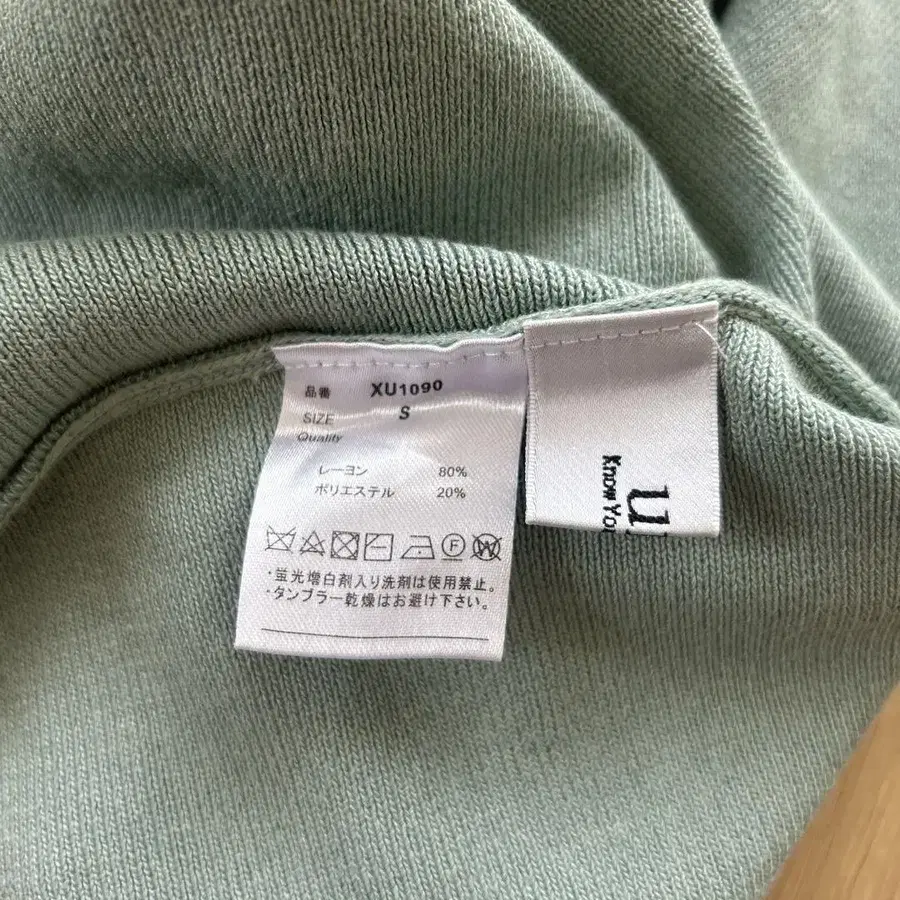 品番 XU1090
SIZE S
Quality
レーヨン 80%
ポリエステル 20%
・蛍光増白剤入り洗剤は使用禁止。
・タンブラー乾燥はお避け下さい。
Know